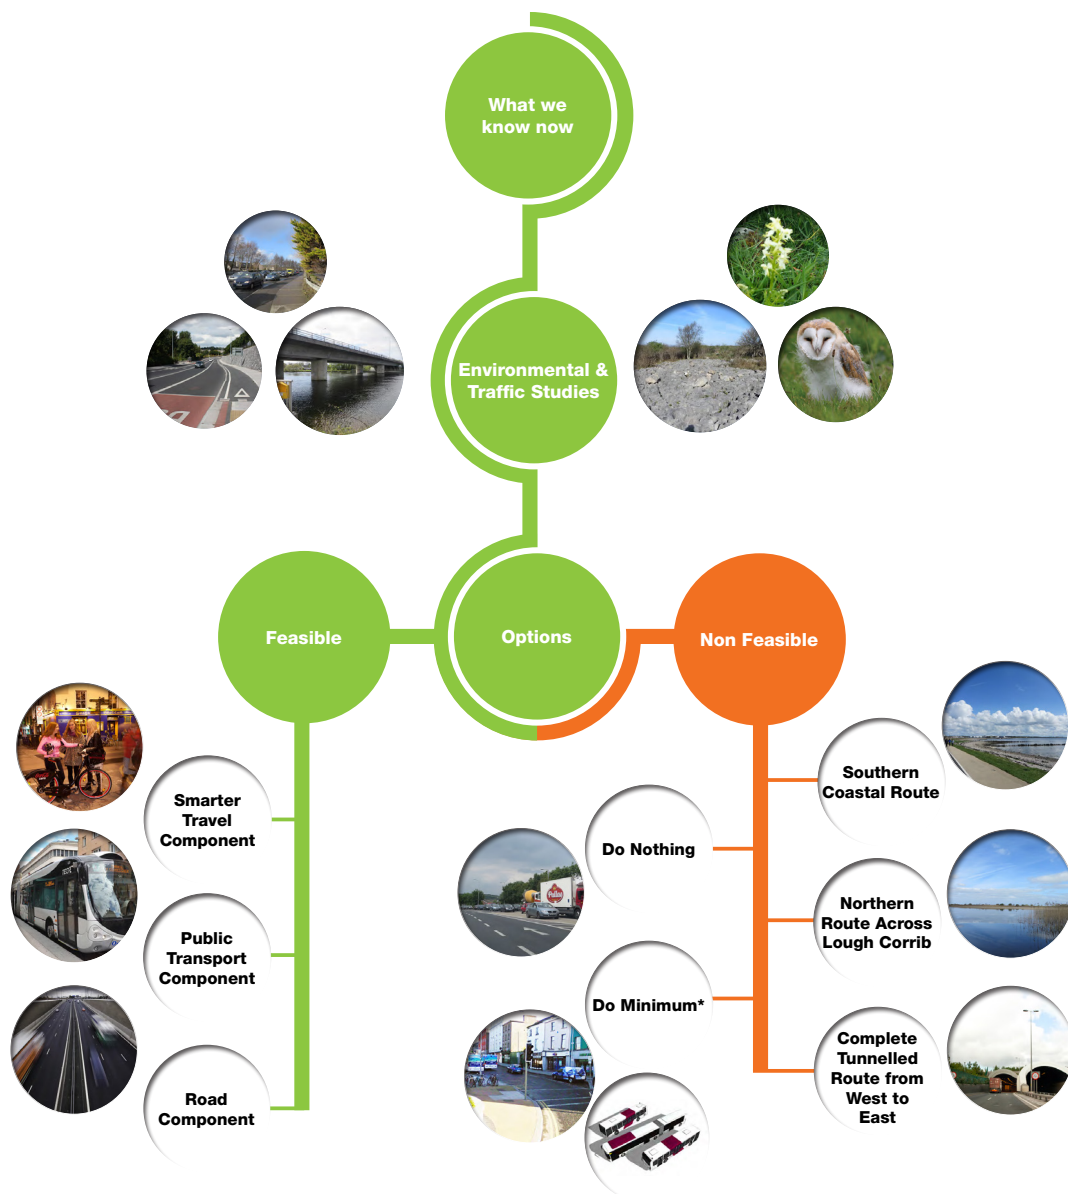 What we
know now
Environmental &
Traffic Studies
Feasible
Options
Non Feasible
Smarter
Travel
Component
Public
Transport
Component
Road
Component
Do Nothing
Do Minimum*
Southern
Coastal Route
Northern
Route Across
Lough Corrib
Complete
Tunnelled
Route from
West to
East
Pallas